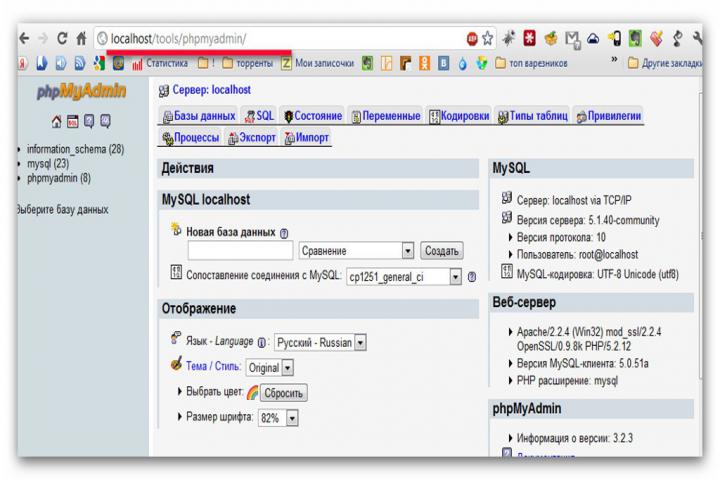 localhost/tools/phpmyadmin/
Статистика ! торренты Мои записочки топ варезников » Другие закладки
phpMyAdmin
information_schema (28)
mysql (23)
phpmyadmin (8)
Выберите базу данных
Сервер: localhost
Базы данных SQL Состояние Переменные Кодировки Типы таблиц Привилегии
Процессы Экспорт Импорт
Действия
MySQL localhost
Новая база данных
Сравнение Создать
Сопоставление соединения с MySQL: cp1251_general_ci
Отображение
Язык - Language : Русский - Russian
Тема / Стиль: Original
Выбрать цвет: Сбросить
Размер шрифта: 82%
MySQL
Сервер: localhost via TCP/IP
Версия сервера: 5.1.40-community
Версия протокола: 10
Пользователь: root@localhost
MySQL-кодировка: UTF-8 Unicode (utf8)
Веб-сервер
Apache/2.2.4 (Win32) mod_ssl/2.2.4
OpenSSL/0.9.8k PHP/5.2.12
Версия MySQL-клиента: 5.0.51a
PHP расширение: mysql
phpMyAdmin
Информация о версии: 3.2.3
Документация